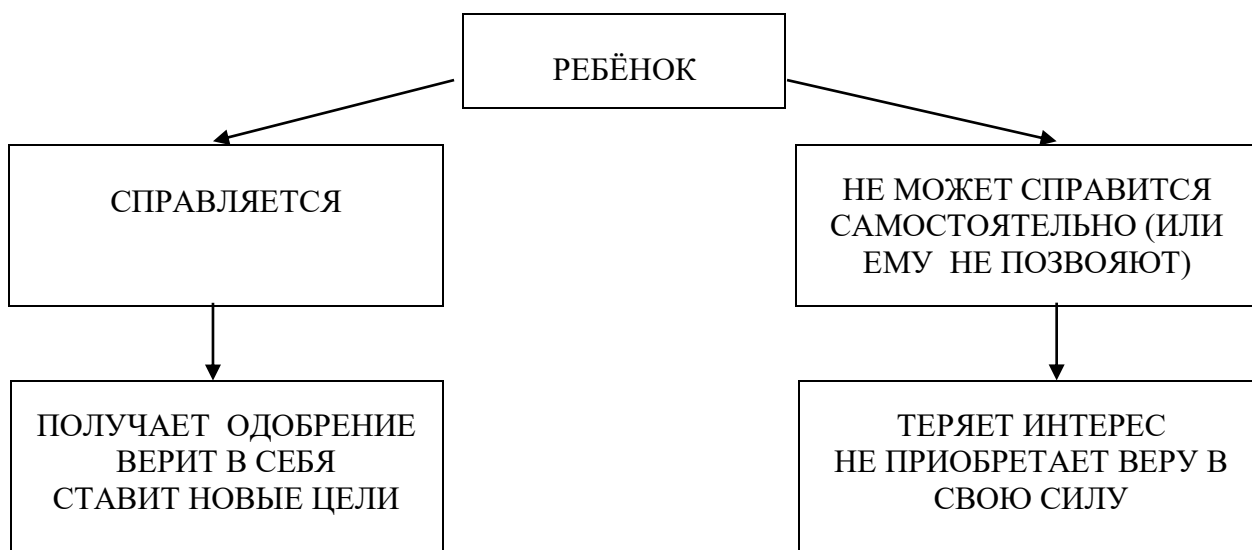 РЕБЁНОК
СПРАВЛЯЕТСЯ
НЕ МОЖЕТ СПРАВИТСЯ
САМОСТОЯТЕЛЬНО (ИЛИ
ЕМУ НЕ ПОЗВОЯЮТ)
ПОЛУЧАЕТ ОДОБРЕНИЕ
ВЕРИТ В СЕБЯ
СТАВИТ НОВЫЕ ЦЕЛИ
ТЕРЯЕТ ИНТЕРЕС
НЕ ПРИОБРЕТАЕТ ВЕРУ В
СВОЮ СИЛУ